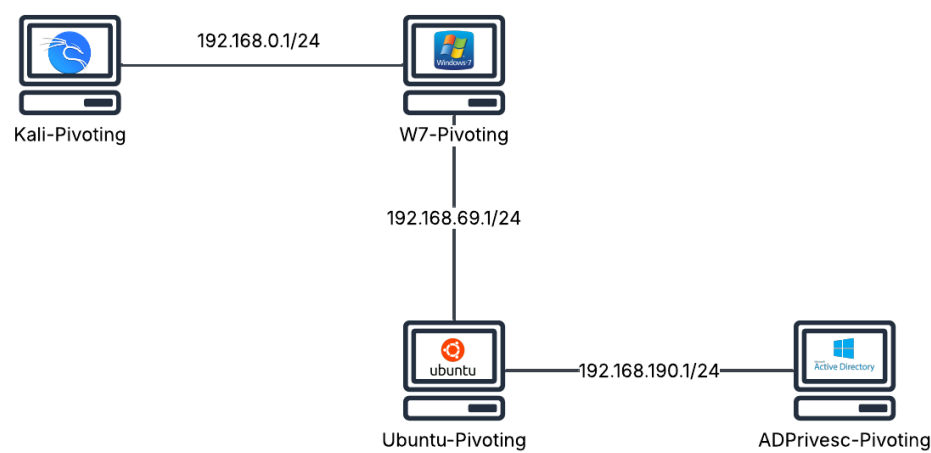 192.168.0.1/24
Windows 7
Kali-Pivoting
W7-Pivoting
192.168.69.1/24
ubuntu
192.168.190.1/24
Microsoft
Active Directory
Ubuntu-Pivoting
ADPrivesc-Pivoting